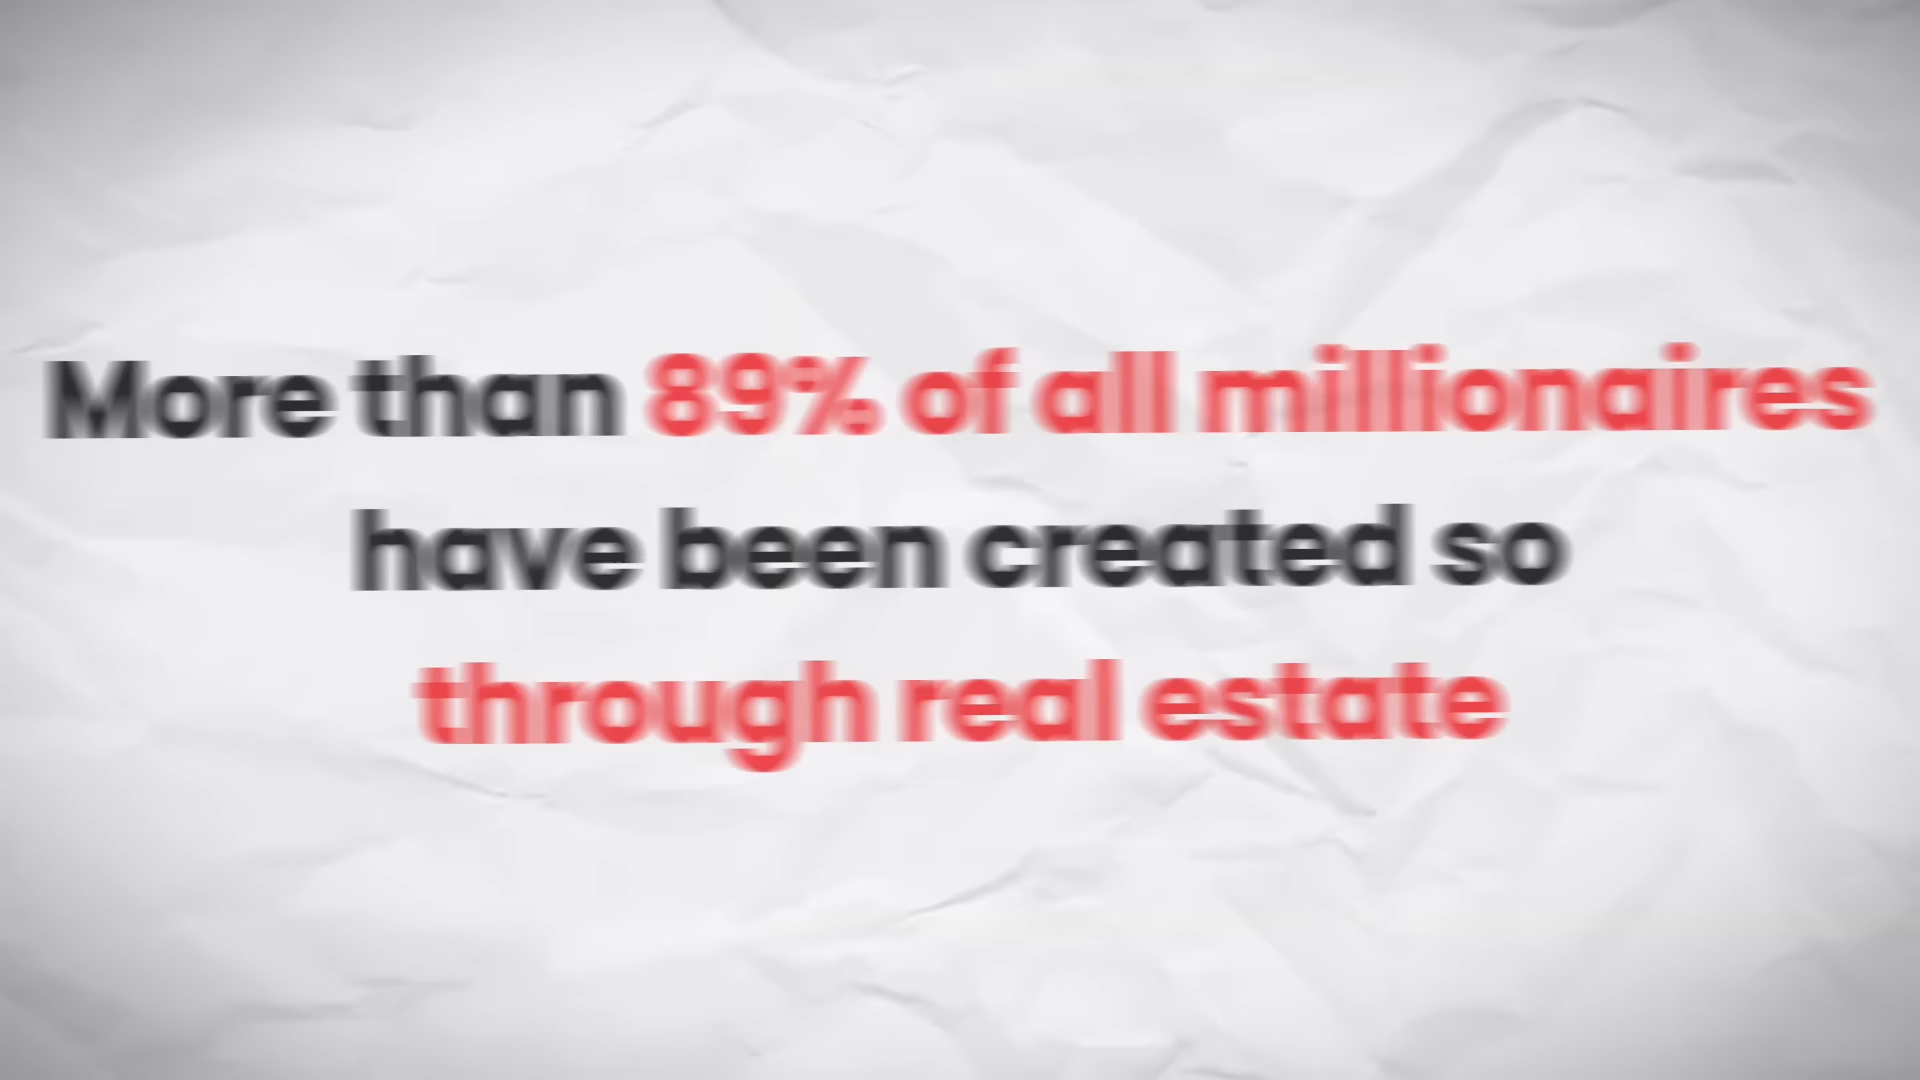 More than 89% of all millionaires
have been created so
through real estate